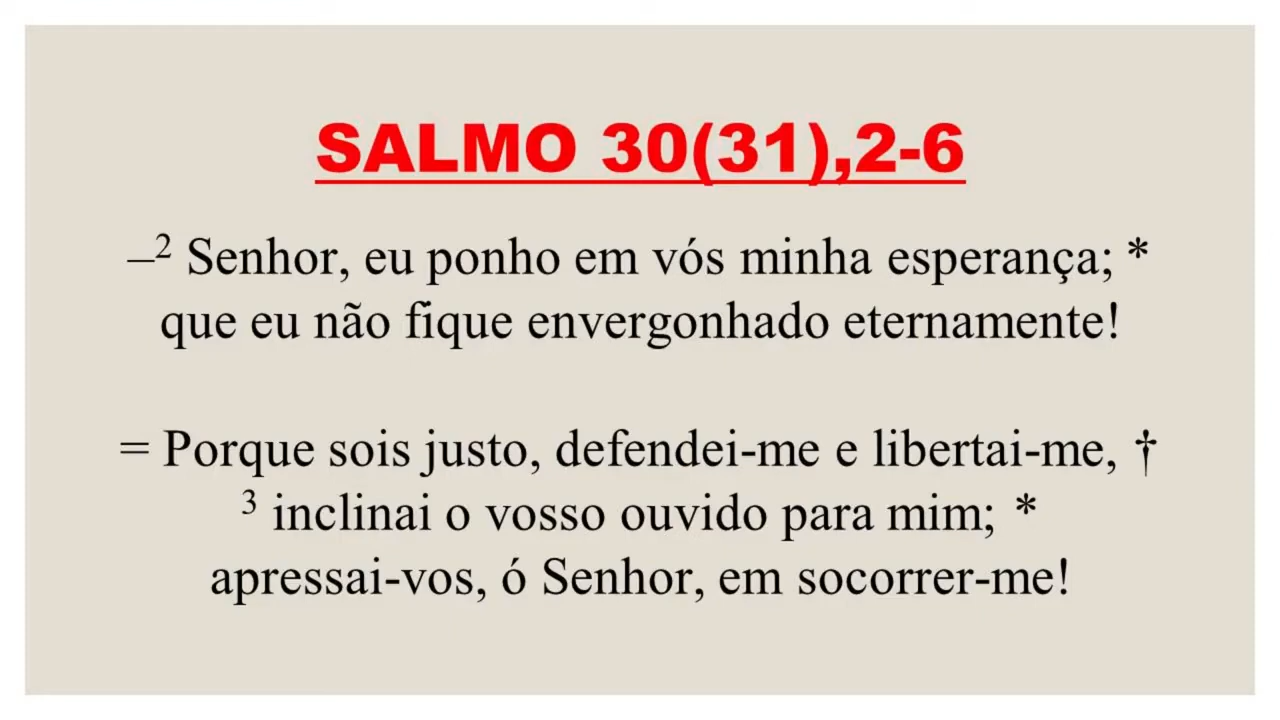 SALMO 30(31),2-6
–² Senhor, eu ponho em vós minha esperança; *
que eu não fique envergonhado eternamente!
= Porque sois justo, defendei-me e libertai-me, †
³ inclinai o vosso ouvido para mim; *
apressai-vos, ó Senhor, em socorrer-me!